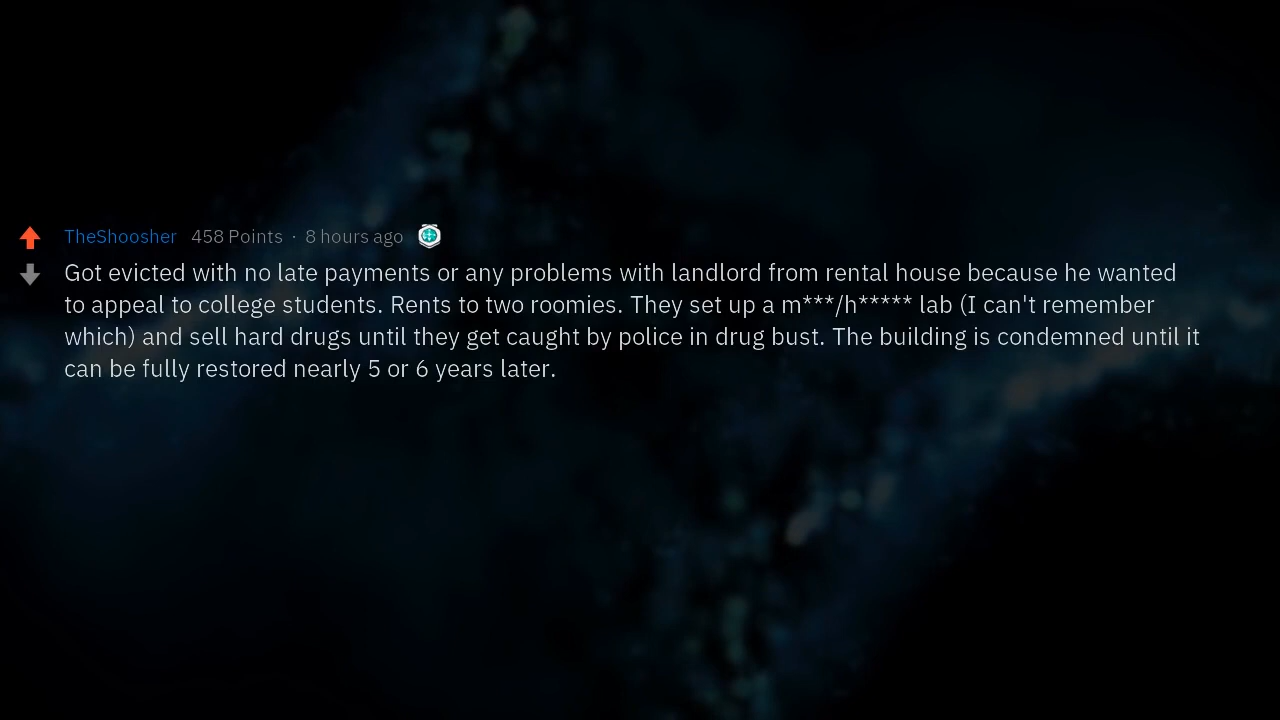 TheShoosher 458 Points · 8 hours ago
Got evicted with no late payments or any problems with landlord from rental house because he wanted
to appeal to college students. Rents to two roomies. They set up a m***/h***** lab (I can't remember
which) and sell hard drugs until they get caught by police in drug bust. The building is condemned until it
can be fully restored nearly 5 or 6 years later.